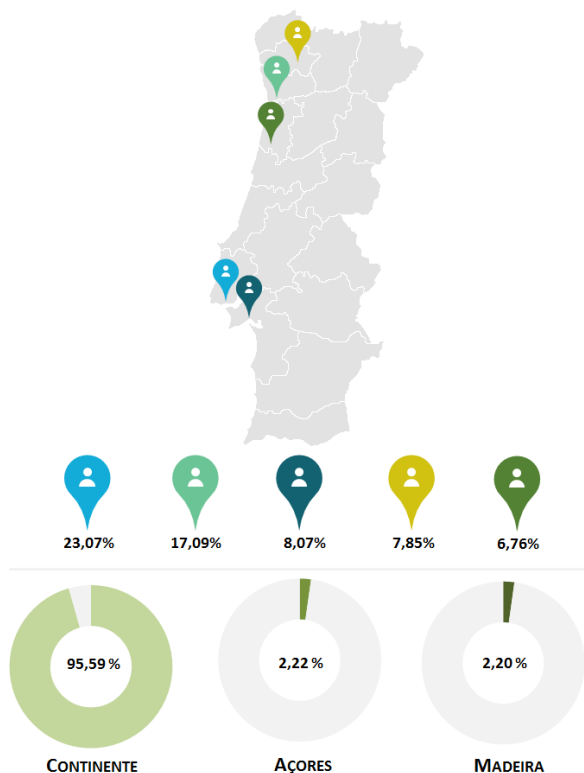 23,07% 17,09% 8,07% 7,85% 6,76%
95,59 % 2,22 % 2,20 %
CONTINENTE AÇORES MADEIRA